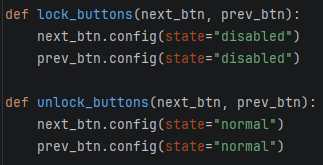 def lock_buttons(next_btn, prev_btn):
    next_btn.config(state="disabled")
    prev_btn.config(state="disabled")

def unlock_buttons(next_btn, prev_btn):
    next_btn.config(state="normal")
    prev_btn.config(state="normal")